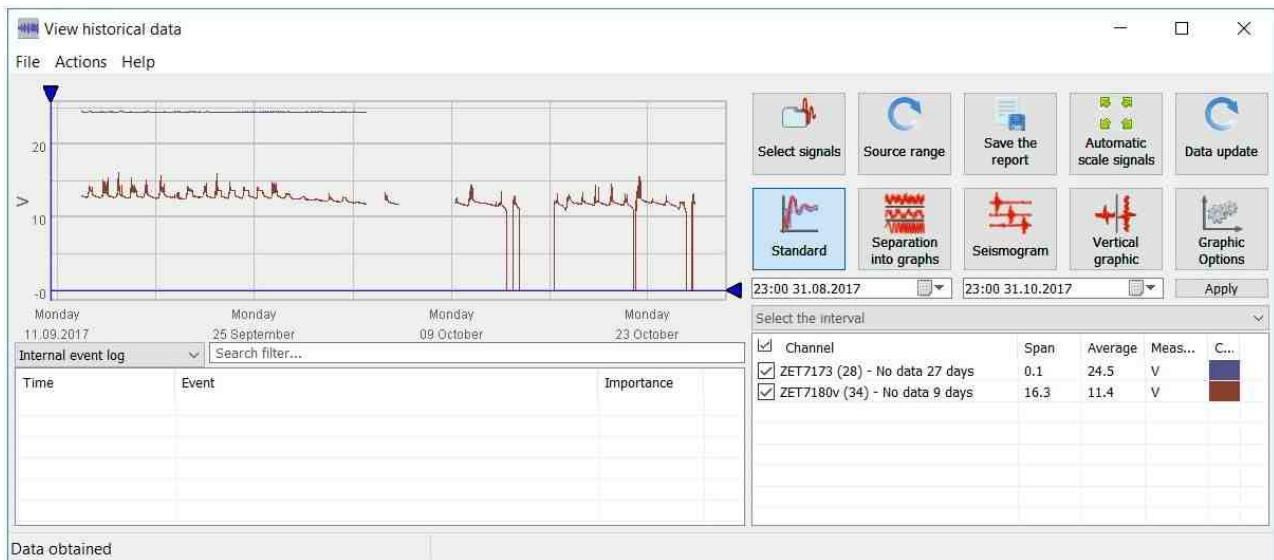 View historical data
File Actions Help
20
10
-0
V
Monday Monday Monday Monday
11.09.2017 25 September 09 October 23 October
Select signals
Source range
Save the
report
Automatic
scale signals
Data update
Standard
Separation
into graphs
Seismogram
Vertical
graphic
Graphic
Options
23:00 31.08.2017 23:00 31.10.2017 Apply
Select the interval
Internal event log Search filter...
Time Event Importance
Channel Span Average Meas... C...
ZET7173 (28) - No data 27 days 0.1 24.5 V
ZET7180v (34) - No data 9 days 16.3 11.4 V
Data obtained